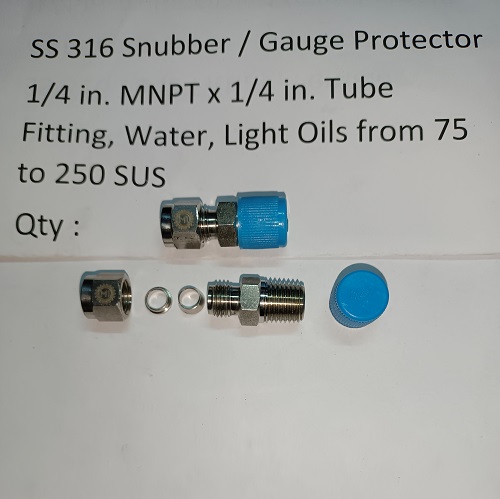 SS 316 Snubber / Gauge Protector
1/4 in. MNPT x 1/4 in. Tube
Fitting, Water, Light Oils from 75
to 250 SUS
Qty :